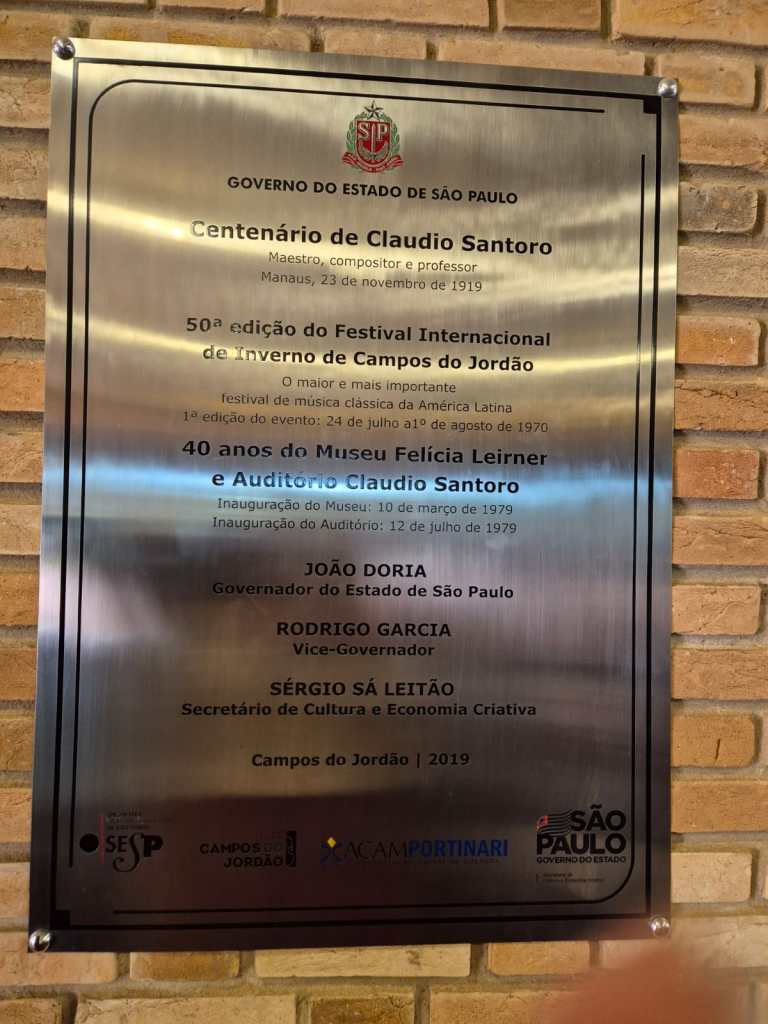 SP
GOVERNO DO ESTADO DE SÃO PAULO
Centenário de Claudio Santoro
Maestro, compositor e professor
Manaus, 23 de novembro de 1919
50ª edição do Festival Internacional
de Inverno de Campos do Jordão
O maior e mais importante
festival de música clássica da América Latina
1ª edição do evento: 24 de julho a1º de agosto de 1970
40 anos do Museu Felícia Leirner
e Auditório Claudio Santoro
Inauguração do Museu: 10 de março de 1979
Inauguração do Auditório: 12 de julho de 1979
JOÃO DORIA
Governador do Estado de São Paulo
RODRIGO GARCIA
Vice-Governador
SÉRGIO SÁ LEITÃO
Secretário de Cultura e Economia Criativa
Campos do Jordão | 2019
SESP
CAMPOS DO
JORDÃO
ACAMPORTINARI
SÃO
PAULO
GOVERNO DO ESTADO